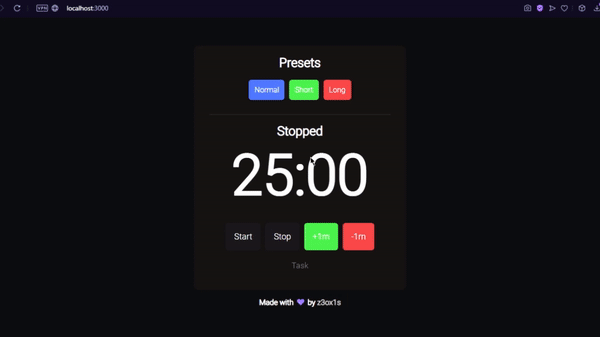 VPN localhost:3000
Presets
Normal Short Long
Stopped
25:00
Start Stop +1m -1m
Task
Made with 💜 by z3ox1s